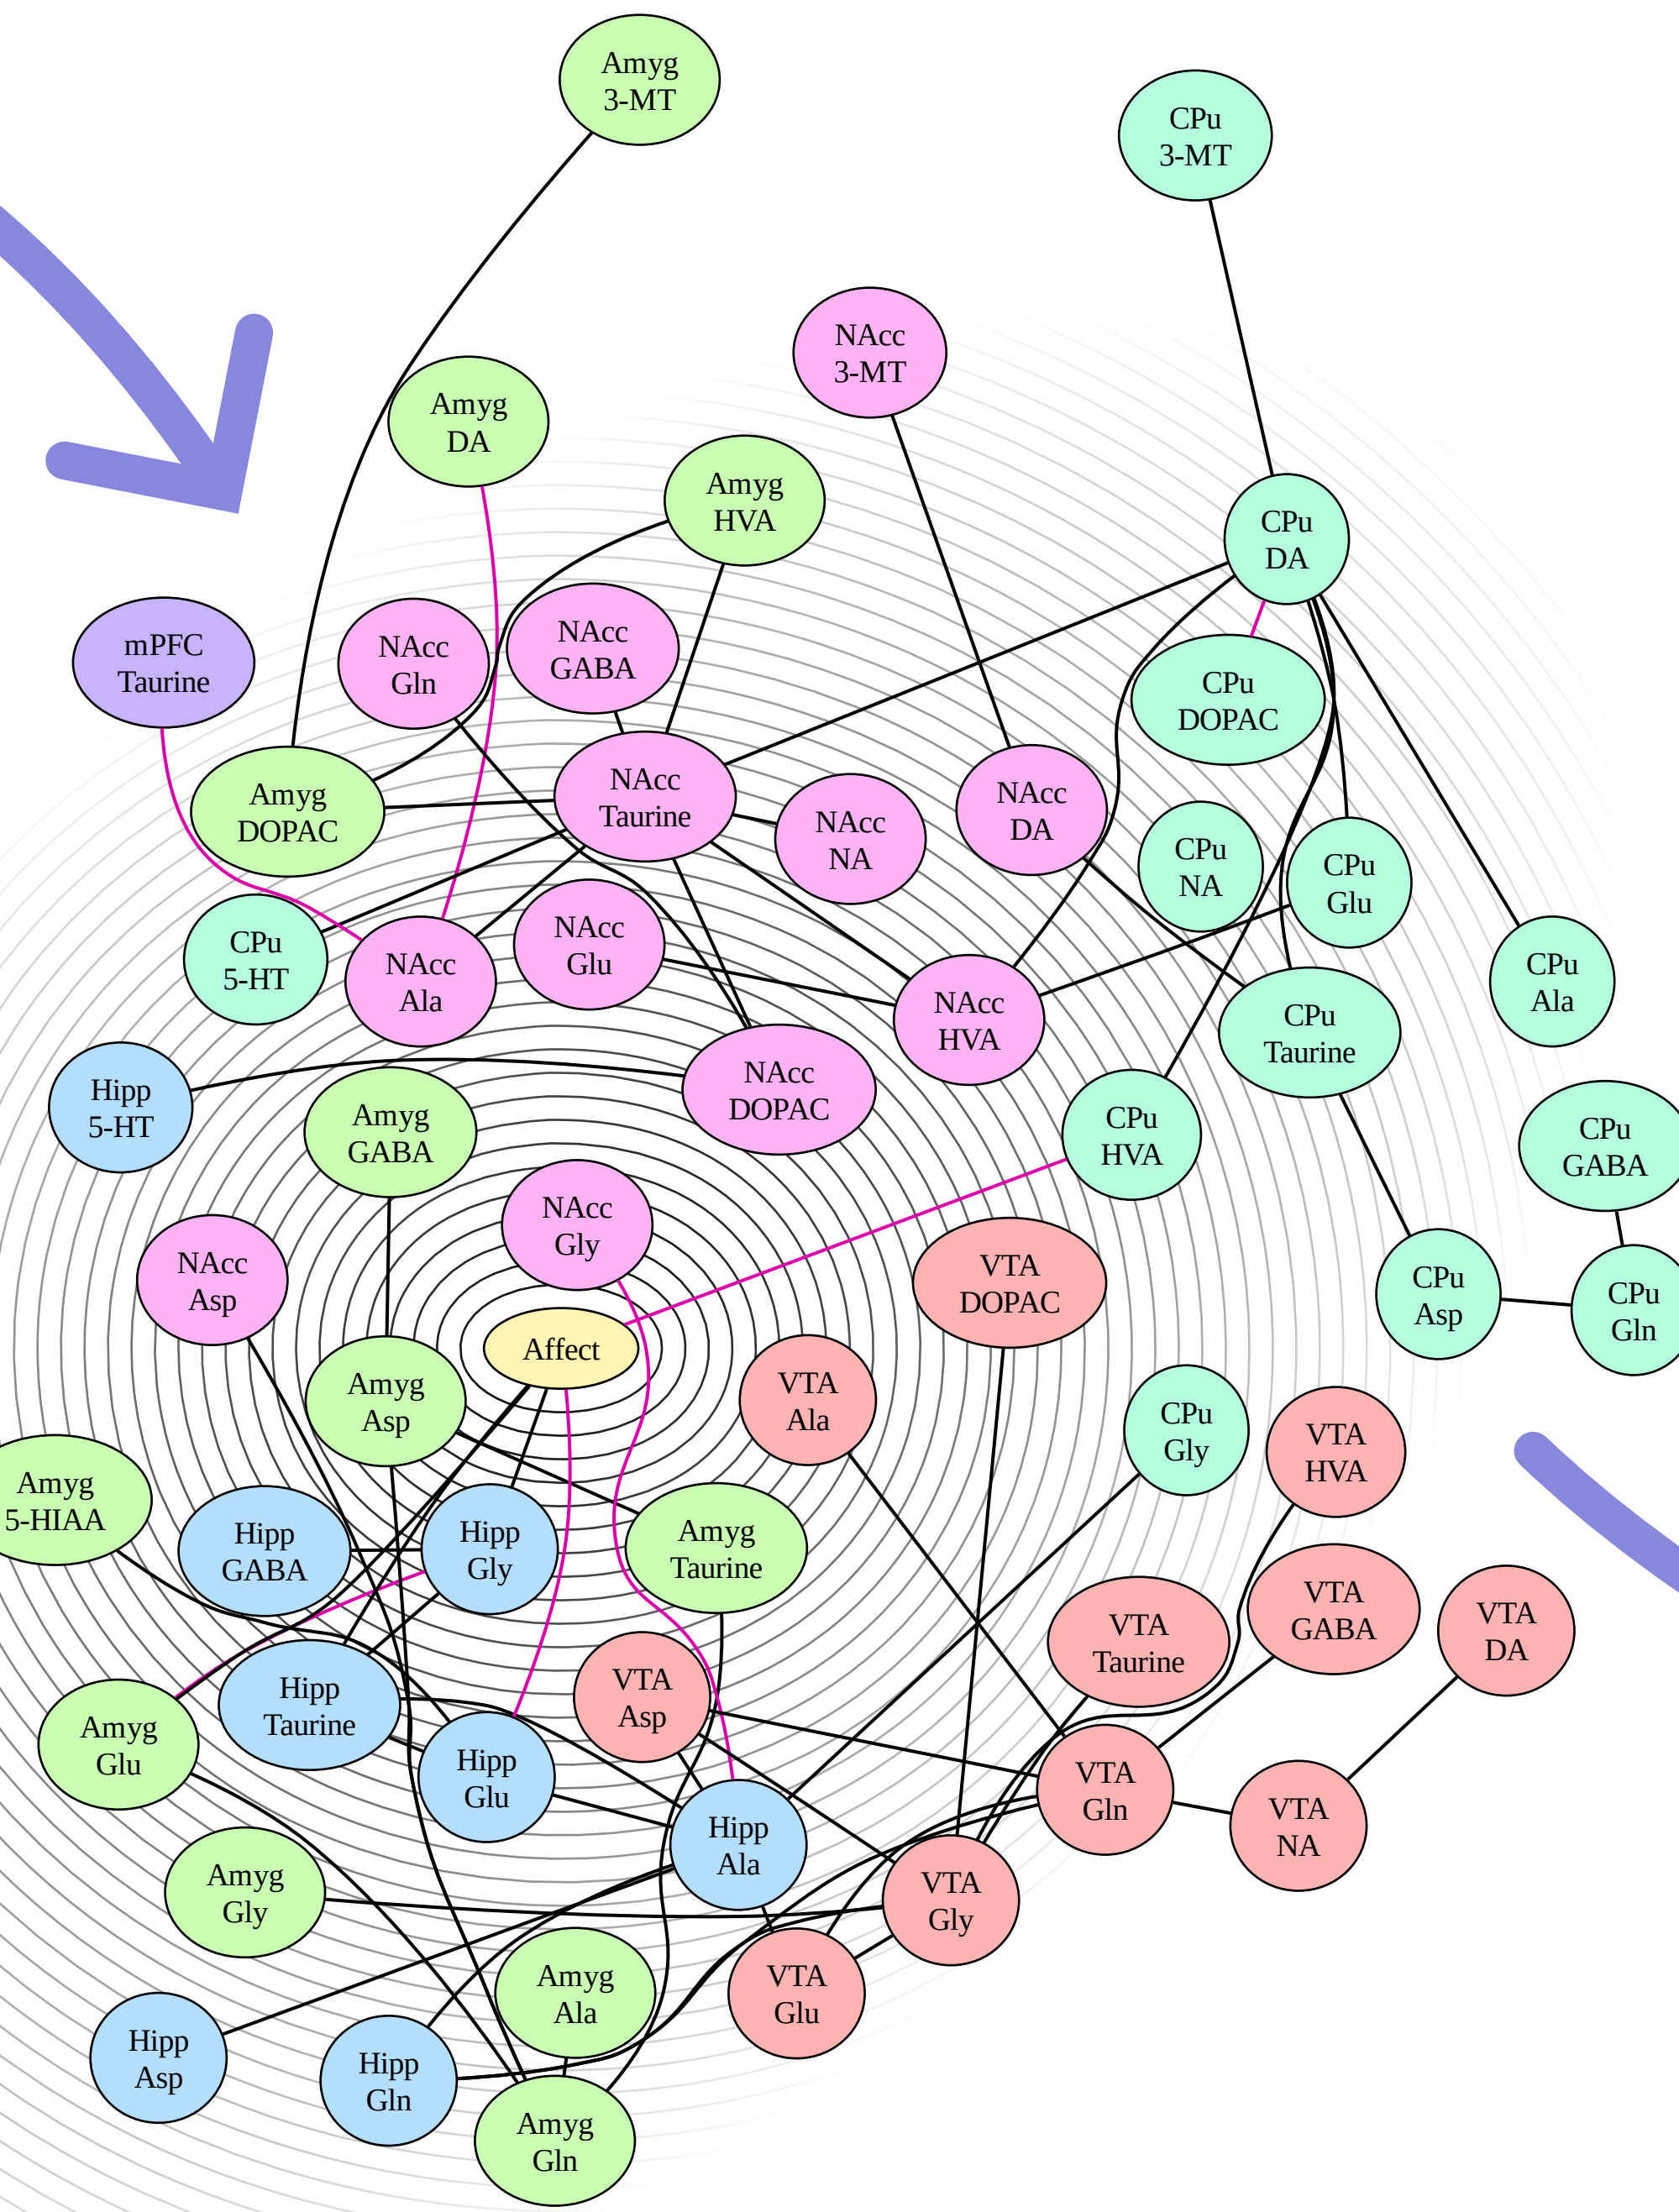 Amyg
3-MT
CPu
3-MT
NAcc
3-MT
Amyg
DA
Amyg
HVA
CPu
DA
mPFC
Taurine
NAcc
Gln
NAcc
GABA
CPu
DOPAC
Amyg
DOPAC
NAcc
Taurine
NAcc
NA
NAcc
DA
CPu
NA
CPu
Glu
CPu
5-HT
NAcc
Ala
NAcc
Glu
NAcc
HVA
CPu
Taurine
CPu
Ala
Hipp
5-HT
Amyg
GABA
NAcc
DOPAC
CPu
HVA
CPu
GABA
NAcc
Asp
NAcc
Gly
VTA
DOPAC
CPu
Asp
CPu
Gln
Affect
Amyg
Asp
VTA
Ala
CPu
Gly
VTA
HVA
Amyg
5-HIAA
Hipp
GABA
Hipp
Gly
Amyg
Taurine
VTA
Taurine
VTA
GABA
VTA
DA
Amyg
Glu
Hipp
Taurine
VTA
Asp
Hipp
Glu
VTA
Gln
VTA
NA
Hipp
Ala
Amyg
Gly
VTA
Gly
Amyg
Ala
VTA
Glu
Hipp
Asp
Hipp
Gln
Amyg
Gln